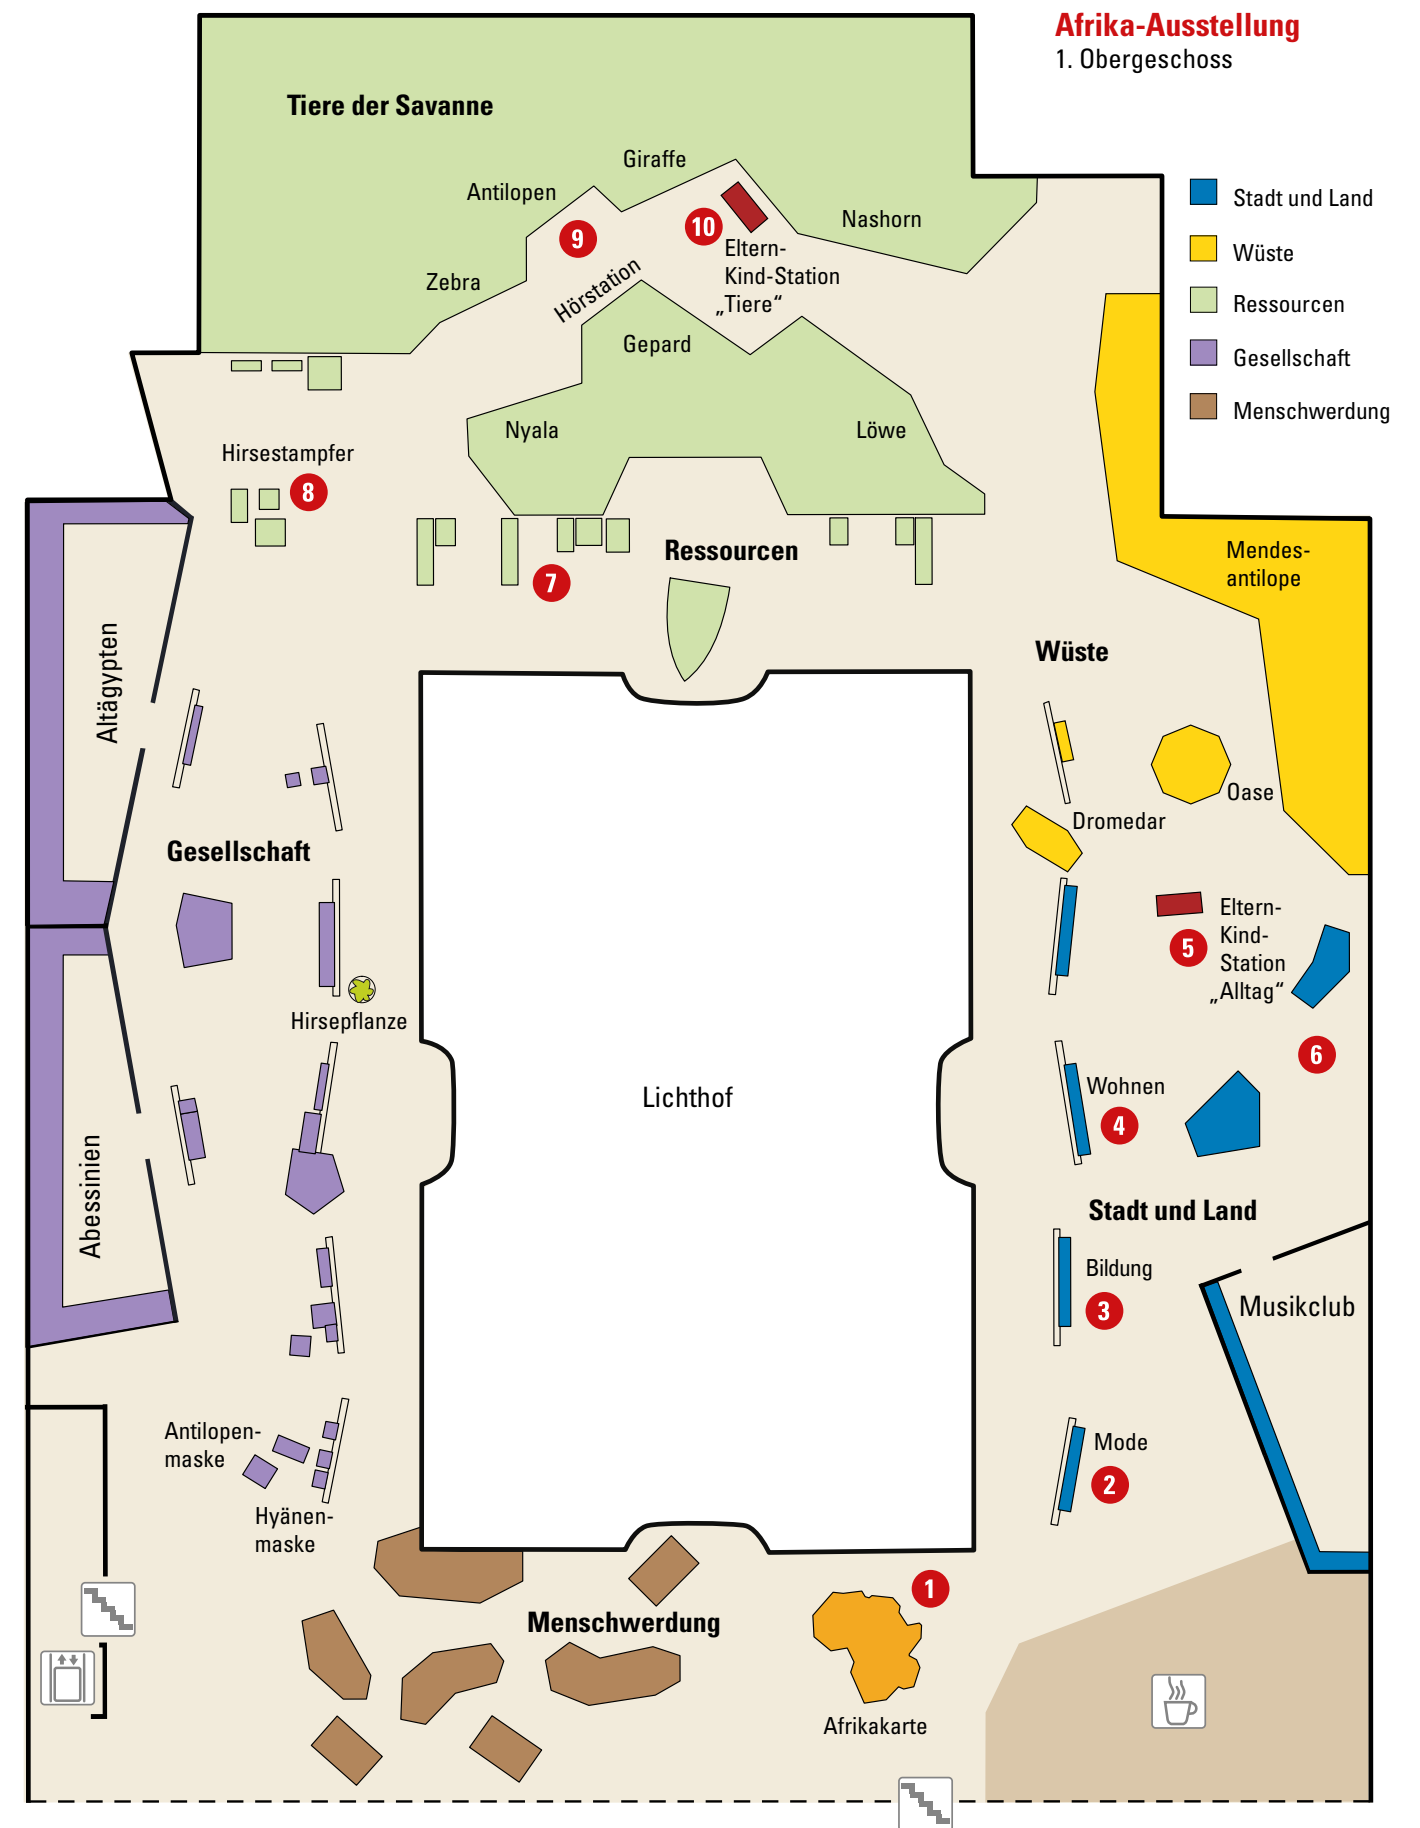 Afrika-Ausstellung
1. Obergeschoss
Tiere der Savanne
Giraffe
Antilopen
Nashorn
Zebra
9
10
Hörstation
Eltern-
Kind-Station
„Tiere“
Stadt und Land
Wüste
Ressourcen
Gesellschaft
Menschwerdung
Gepard
Nyala
Löwe
Hirsestampfer
8
7
Ressourcen
Mendes-
antilope
Altägypten
Wüste
Oase
Dromedar
Gesellschaft
Eltern-
Kind-
Station
„Alltag“
5
6
Hirsepflanze
Lichthof
Wohnen
4
Abessinien
Stadt und Land
Bildung
3
Musikclub
Antilopen-
maske
Hyänen-
maske
Mode
2
1
Menschwerdung
Afrikakarte